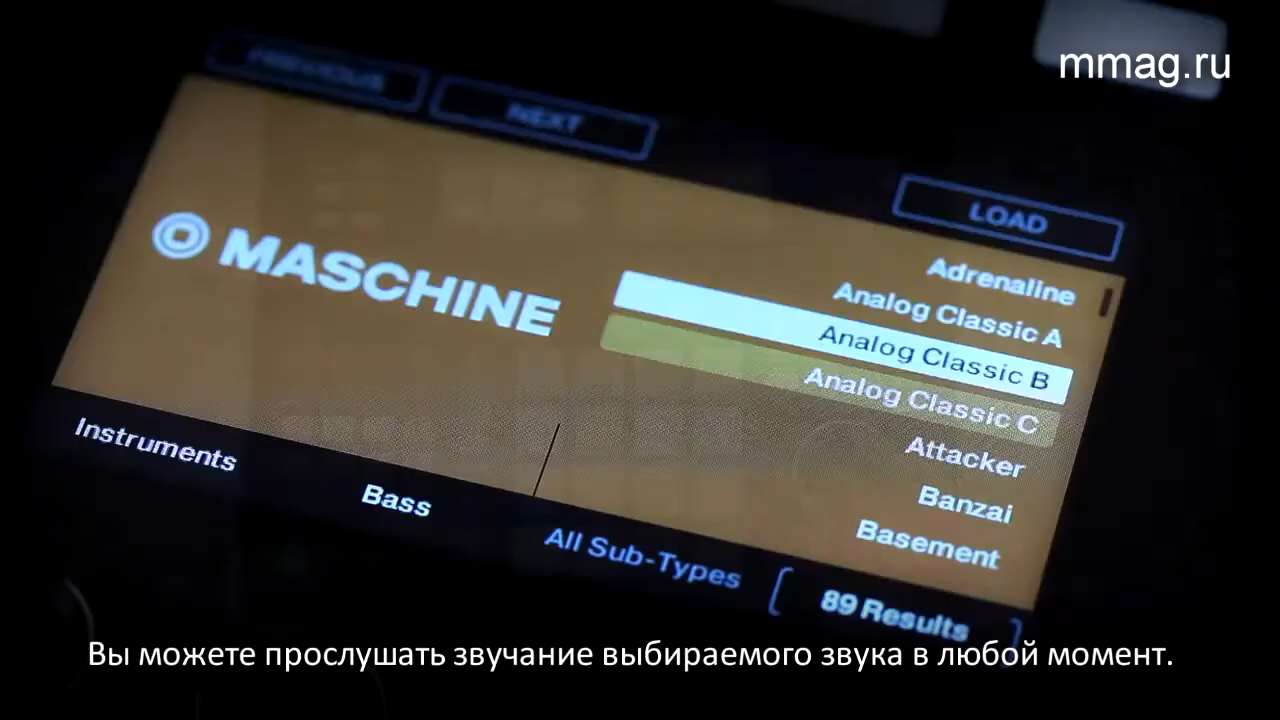 mmag.ru
PREVIOUS
NEXT
LOAD
MASCHINE
Adrenaline
Analog Classic A
Analog Classic B
Analog Classic C
Attacker
Banzai
Basement
Instruments
Bass
All Sub-Types
89 Results
Вы можете прослушать звучание выбираемого звука в любой момент.